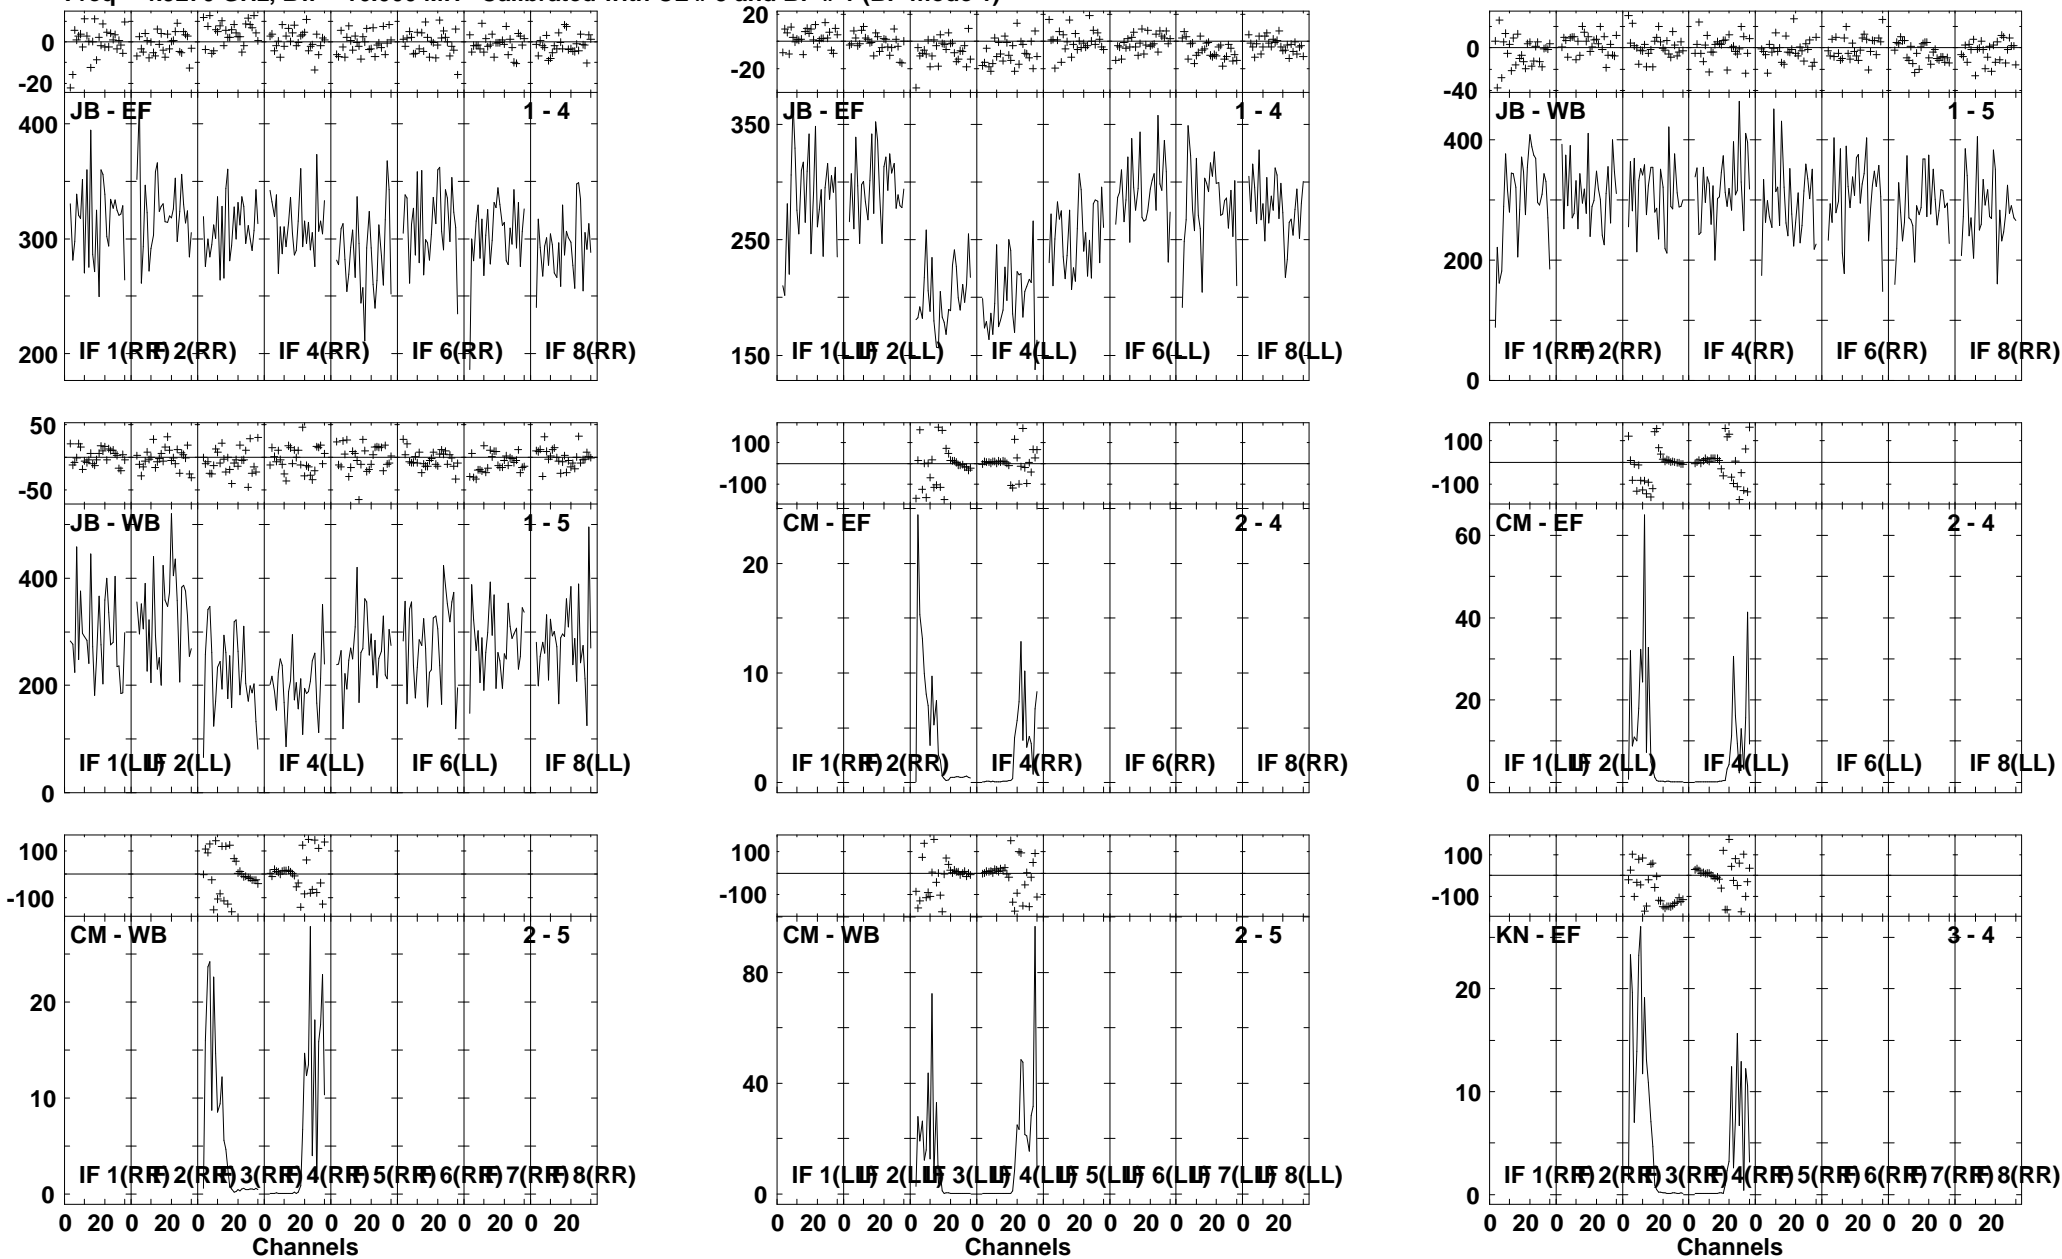 0
-20
JB - EF 1 - 4
400
300
200
IF 1(RR) IF 2(RR) IF 4(RR) IF 6(RR) IF 8(RR)
20
-20
JB - EF 1 - 4
350
250
150
IF 1(LL) IF 2(LL) IF 4(LL) IF 6(LL) IF 8(LL)
0
-40
JB - WB 1 - 5
400
200
0
IF 1(RR) IF 2(RR) IF 4(RR) IF 6(RR) IF 8(RR)
50
-50
JB - WB 1 - 5
400
200
0
IF 1(LL) IF 2(LL) IF 4(LL) IF 6(LL) IF 8(LL)
100
-100
CM - EF 2 - 4
20
10
0
IF 1(RR) IF 2(RR) IF 4(RR) IF 6(RR) IF 8(RR)
100
-100
CM - EF 2 - 4
60
40
20
0
IF 1(LL) IF 2(LL) IF 4(LL) IF 6(LL) IF 8(LL)
100
-100
CM - WB 2 - 5
20
10
0
IF 1(RR) IF 2(RR) IF 3(RR) IF 4(RR) IF 5(RR) IF 6(RR) IF 7(RR) IF 8(RR)
0 20 0 20 0 20 0 20 0 20 0 20 0 20 0 20
Channels
100
-100
CM - WB 2 - 5
80
40
0
IF 1(LL) IF 2(LL) IF 3(LL) IF 4(LL) IF 5(LL) IF 6(LL) IF 7(LL) IF 8(LL)
0 20 0 20 0 20 0 20 0 20 0 20 0 20 0 20
Channels
100
-100
KN - EF 3 - 4
20
10
0
IF 1(RR) IF 2(RR) IF 3(RR) IF 4(RR) IF 5(RR) IF 6(RR) IF 7(RR) IF 8(RR)
0 20 0 20 0 20 0 20 0 20 0 20 0 20 0 20
Channels